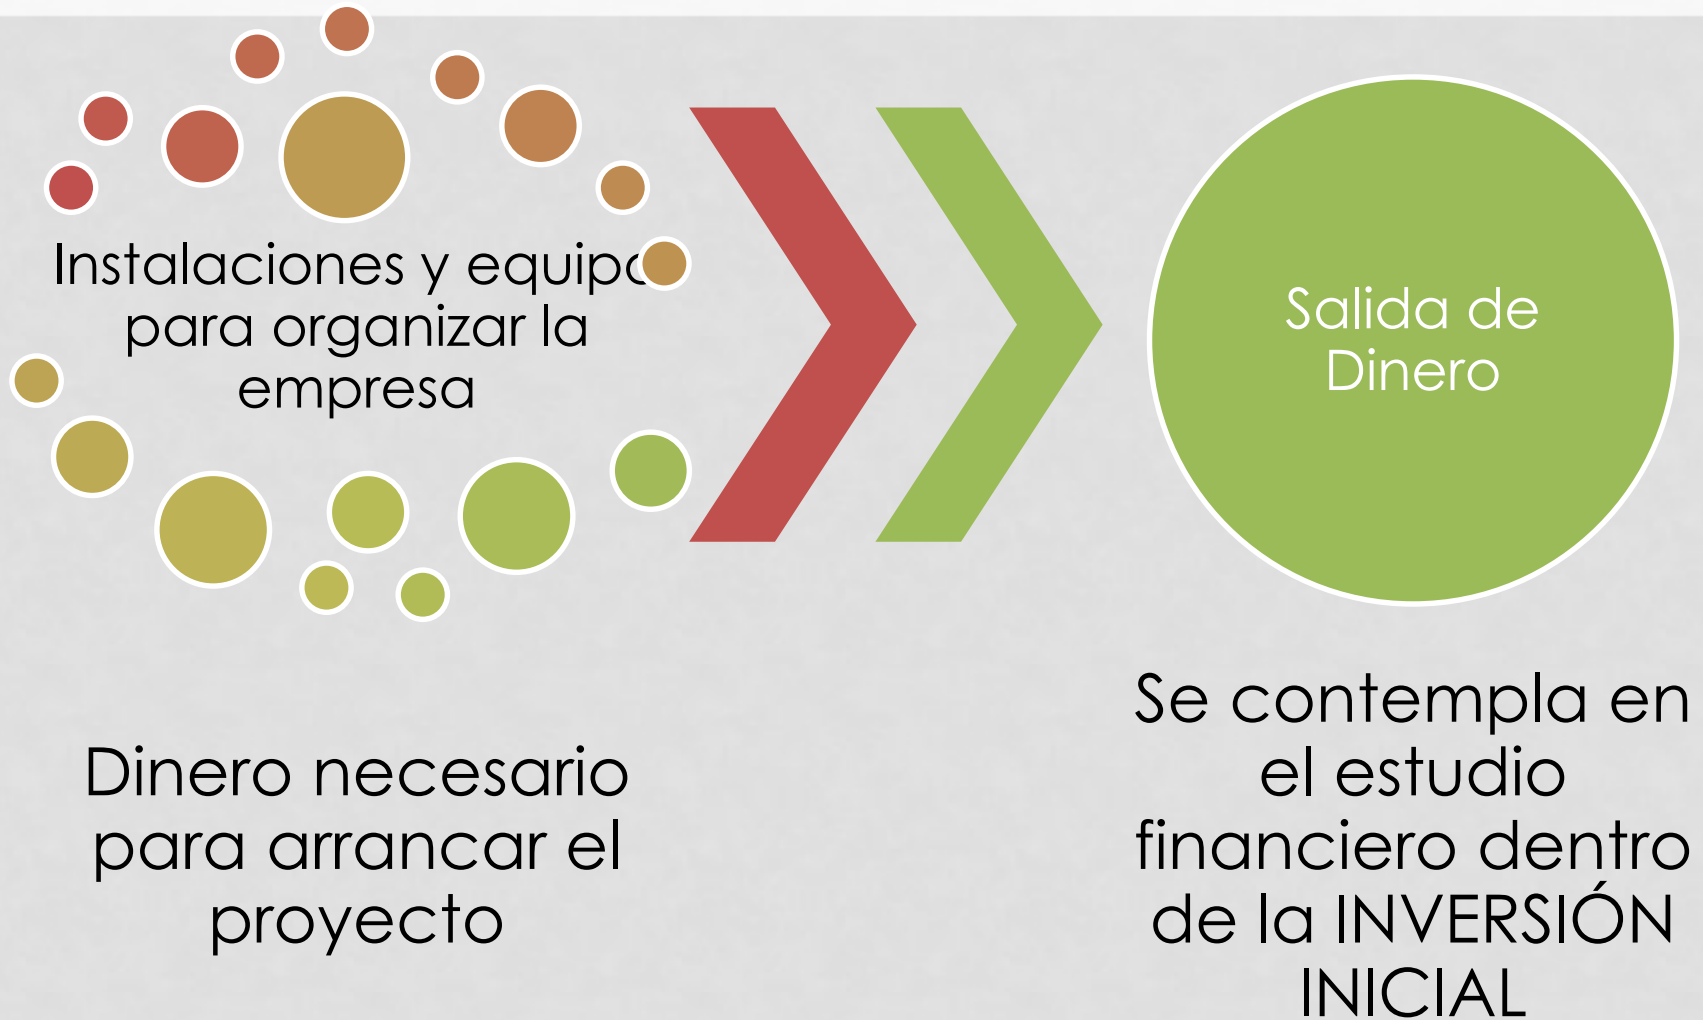 Instalaciones y equipo
para organizar la
empresa
Dinero necesario
para arrancar el
proyecto
Salida de
Dinero
Se contempla en
el estudio
financiero dentro
de la INVERSIÓN
INICIAL